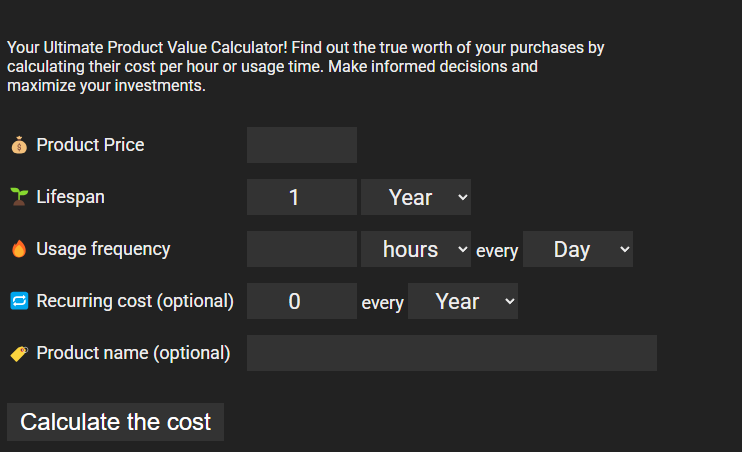 Your Ultimate Product Value Calculator! Find out the true worth of your purchases by
calculating their cost per hour or usage time. Make informed decisions and
maximize your investments.
Product Price
Lifespan 1 Year
Usage frequency hours every Day
Recurring cost (optional) 0 every Year
Product name (optional)
Calculate the cost